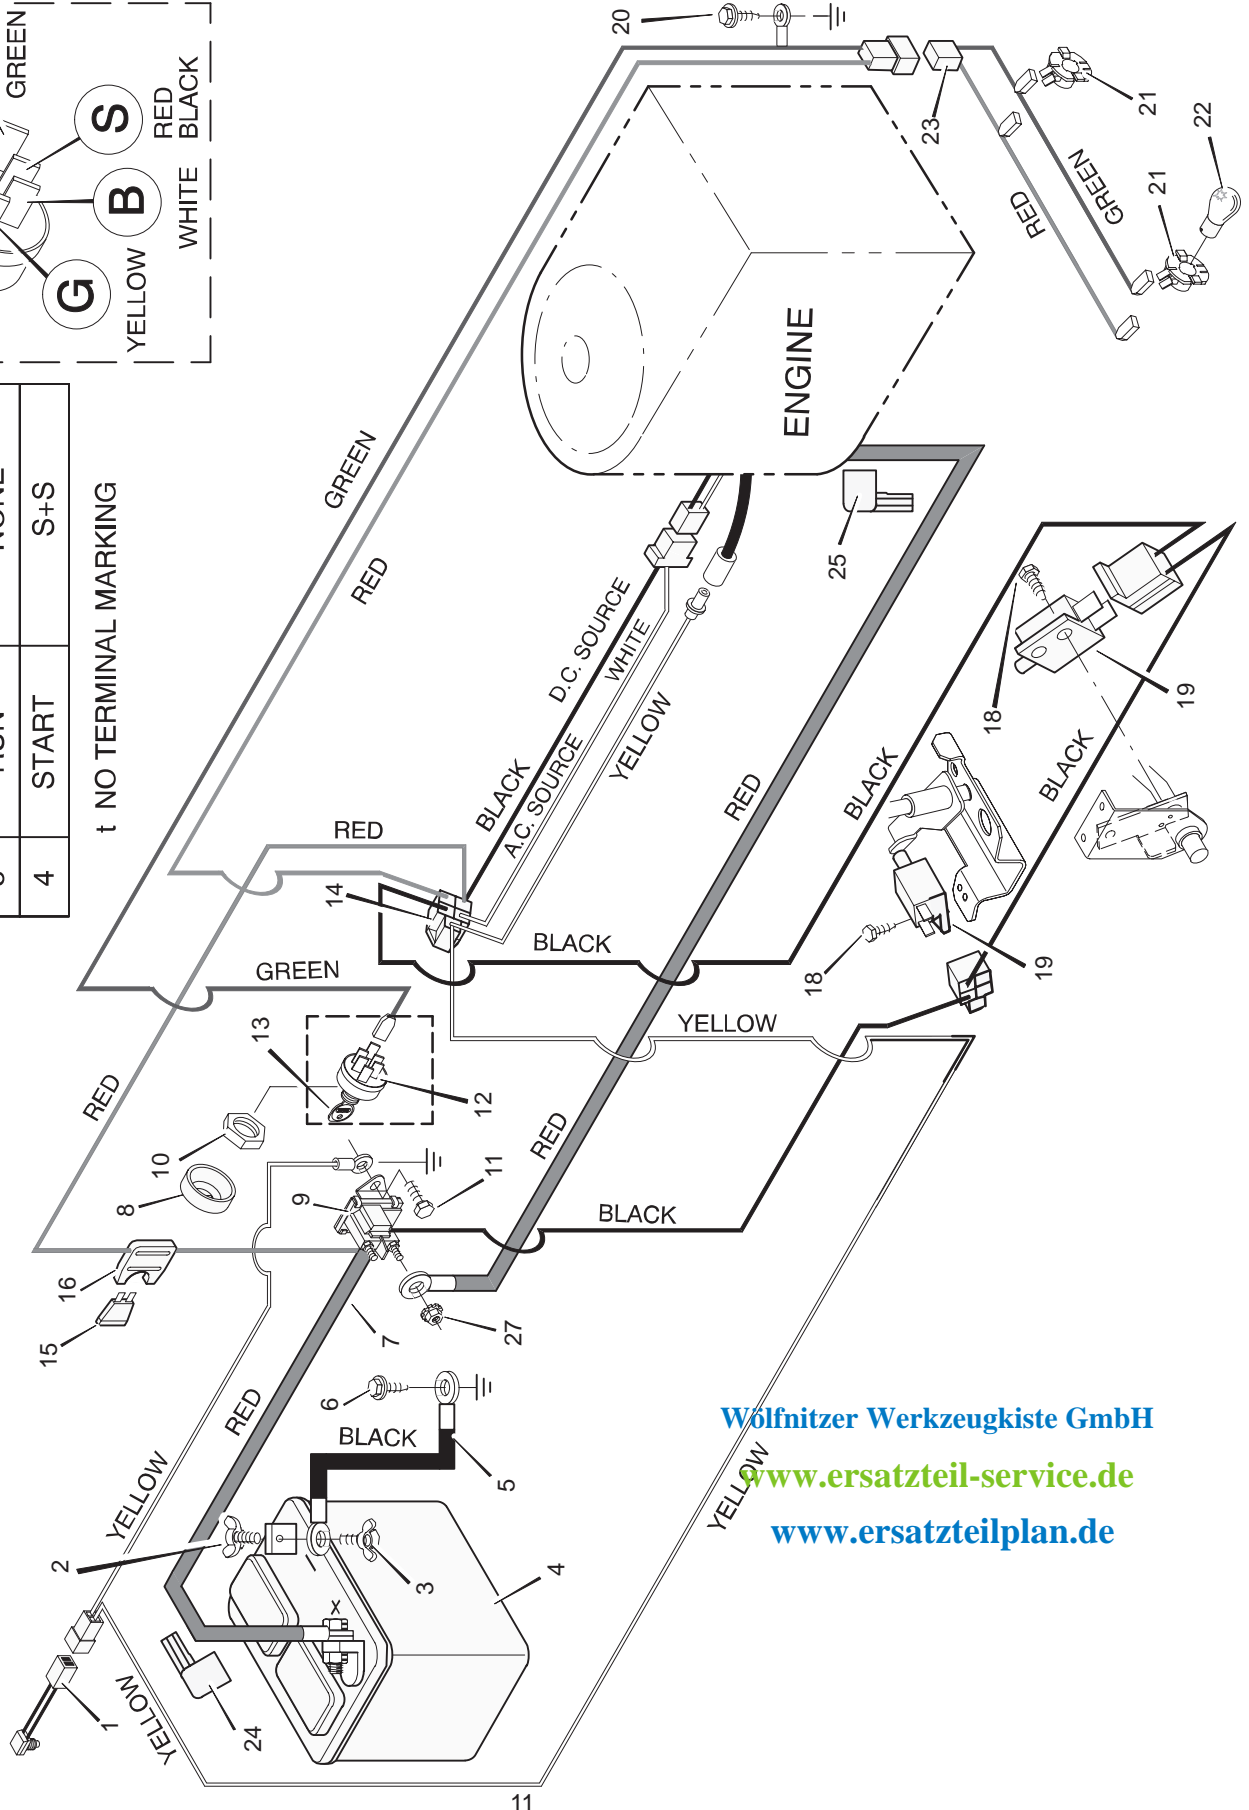 GREEN
S
RED
BLACK
B
WHITE
G
YELLOW
4 START S+S
t NO TERMINAL MARKING
20
21
22
23
21
RED
GREEN
ENGINE
25
GREEN
RED
D.C. SOURCE
WHITE
BLACK
A.C. SOURCE
YELLOW
RED
RED
14
BLACK
BLACK
BLACK
18
19
18
19
GREEN
YELLOW
13
12
RED
10
8
9
11
RED
BLACK
16
15
7
27
RED
6
BLACK
5
YELLOW
2
3
4
1
YELLOW
24
YELLOW
Wölfnitzer Werkzeugkiste GmbH
www.ersatzteil-service.de
www.ersatzteilplan.de
11